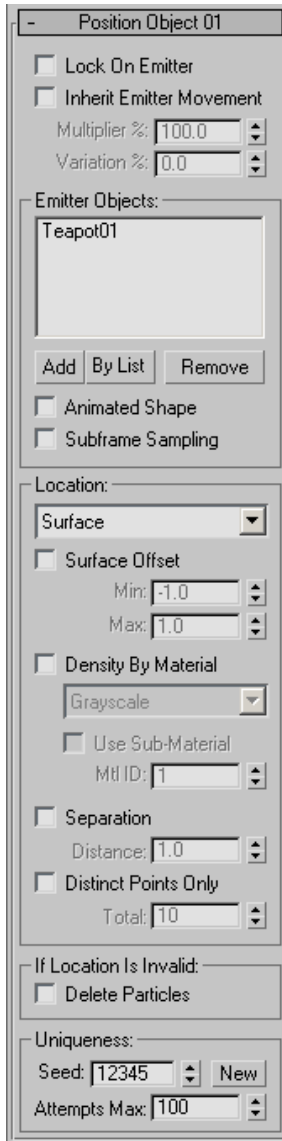 - Position Object 01
Lock On Emitter
Inherit Emitter Movement
Multiplier %: 100.0
Variation %: 0.0
Emitter Objects:
Teapot01
Add By List Remove
Animated Shape
Subframe Sampling
Location:
Surface
Surface Offset
Min: -1.0
Max: 1.0
Density By Material
Grayscale
Use Sub-Material
Mtl ID: 1
Separation
Distance: 1.0
Distinct Points Only
Total: 10
If Location Is Invalid:
Delete Particles
Uniqueness:
Seed: 12345 New
Attempts Max: 100